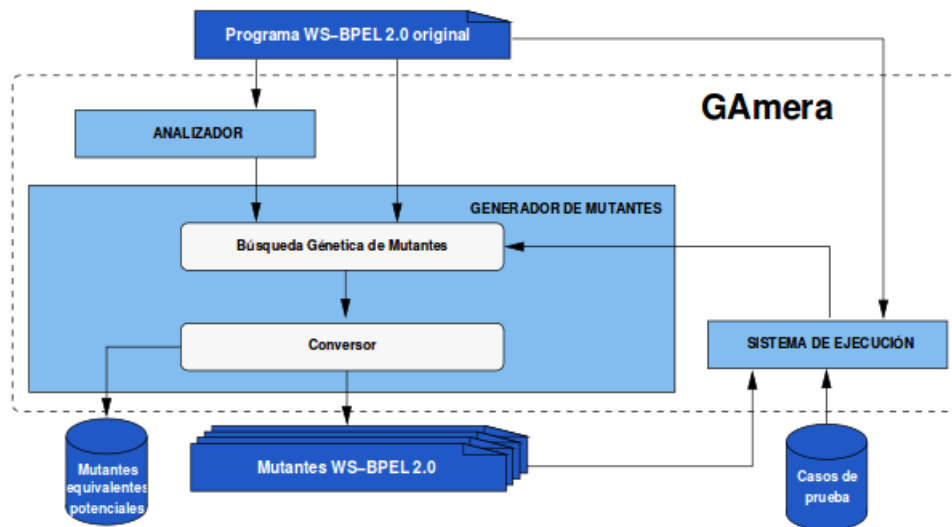 Programa WS–BPEL 2.0 original
GAmera
ANALIZADOR
GENERADOR DE MUTANTES
Búsqueda Génetica de Mutantes
Conversor
SISTEMA DE EJECUCIÓN
Mutantes
equivalentes
potenciales
Mutantes WS–BPEL 2.0
Casos de
prueba